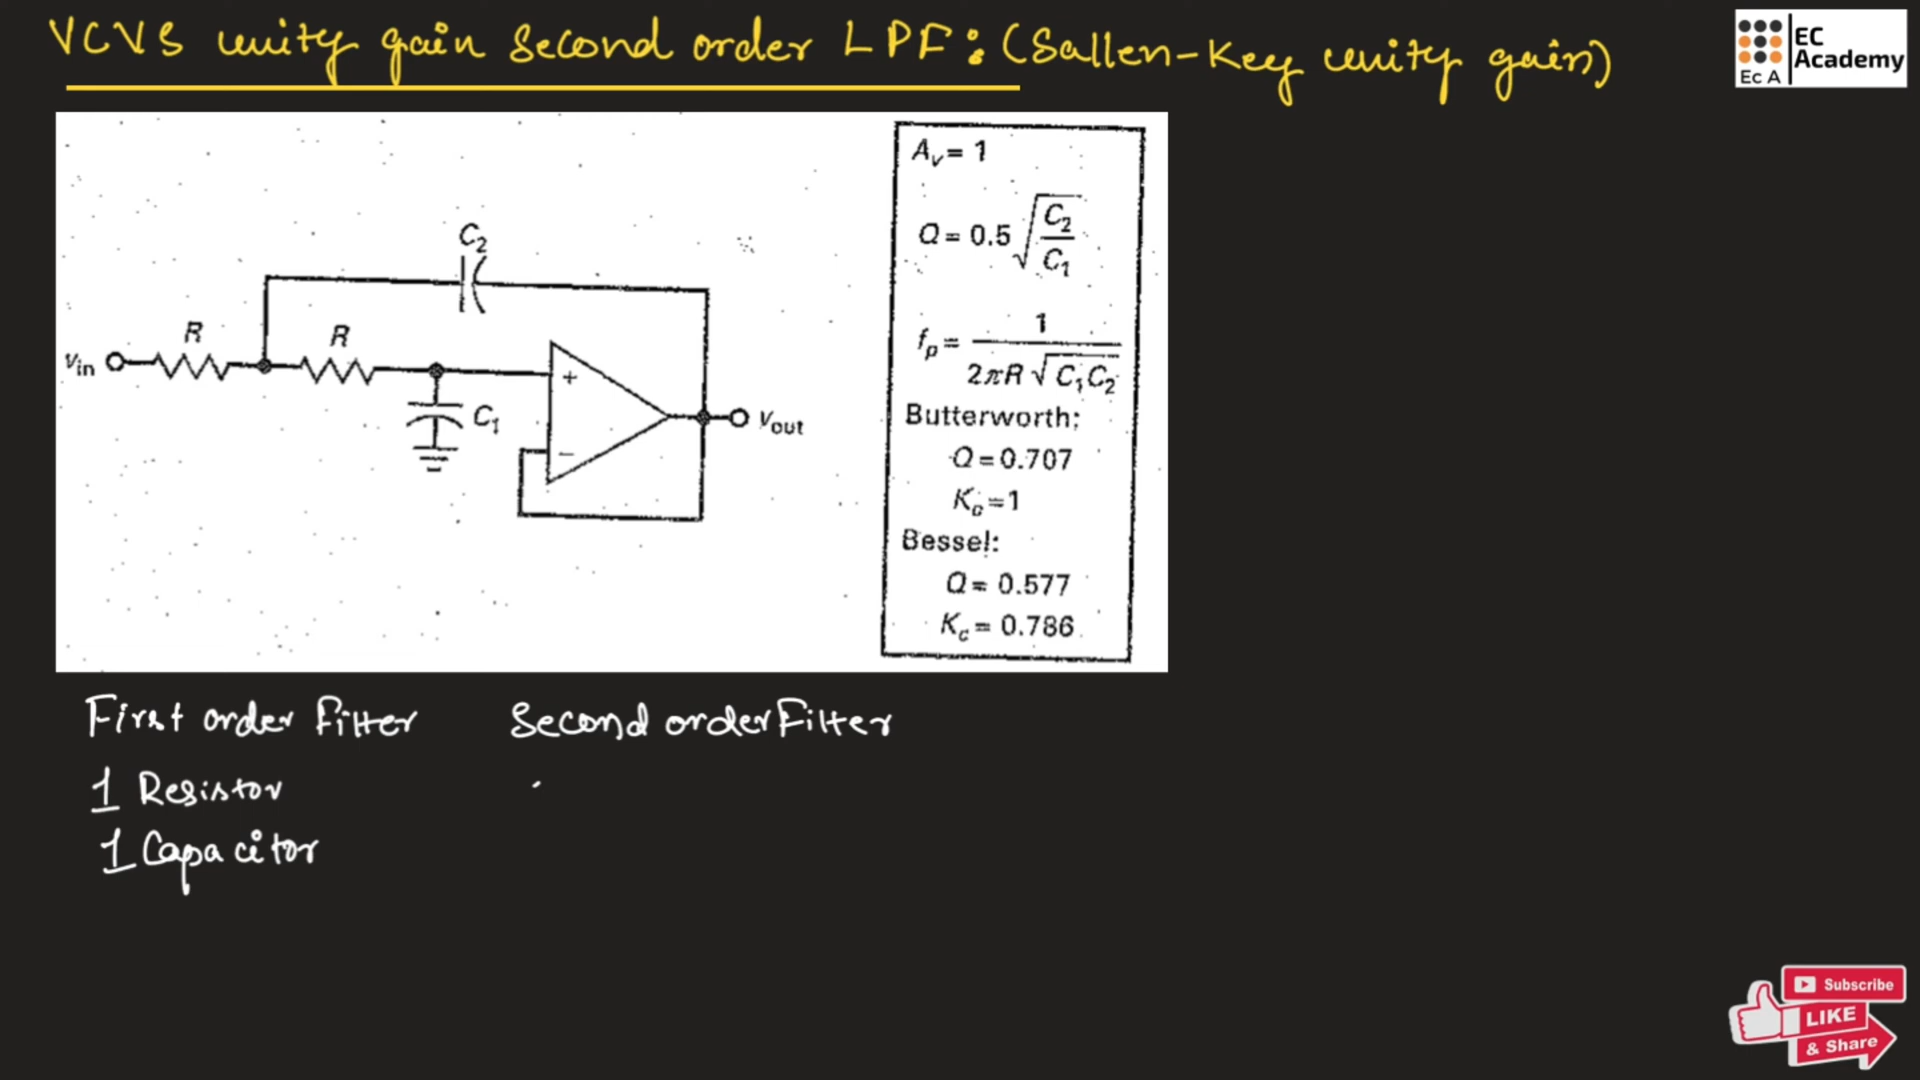 VCVS unity gain second order LPF: (Sallen-Key unity gain)
EC
Academy
Ec A
Av = 1
Q = 0.5 √(C2/C1)
fp = 1/(2πR√(C1C2))
Butterworth:
Q = 0.707
Kc = 1
Bessel:
Q = 0.577
Kc = 0.786
C2
R
R
vin
+
C1
−
vout
First order Filter
Second order Filter
1 Resistor
1 Capacitor
Subscribe
LIKE
& Share